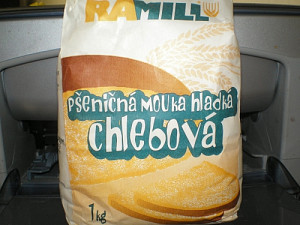 RAMILL
pšeničná mouka hladká
chlebová
1 kg